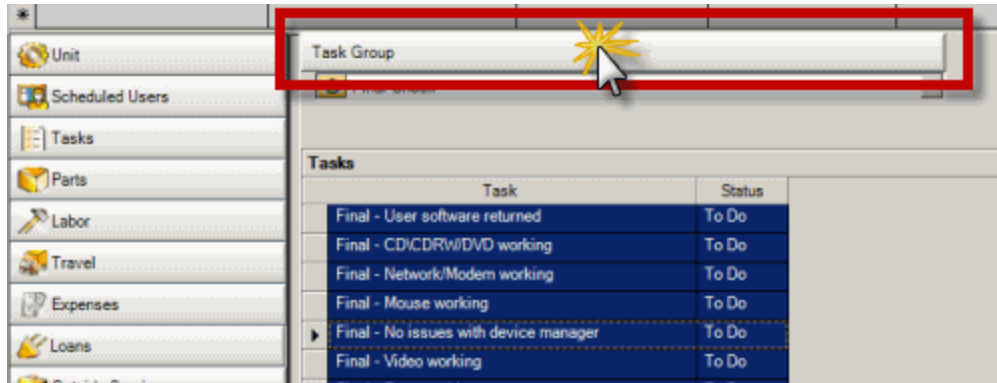 Unit
Scheduled Users
Tasks
Parts
Labor
Travel
Expenses
Loans
Task Group
Tasks
Task Status
Final - User software returned To Do
Final - CD\CDRW/DVD working To Do
Final - Network/Modem working To Do
Final - Mouse working To Do
Final - No issues with device manager To Do
Final - Video working To Do